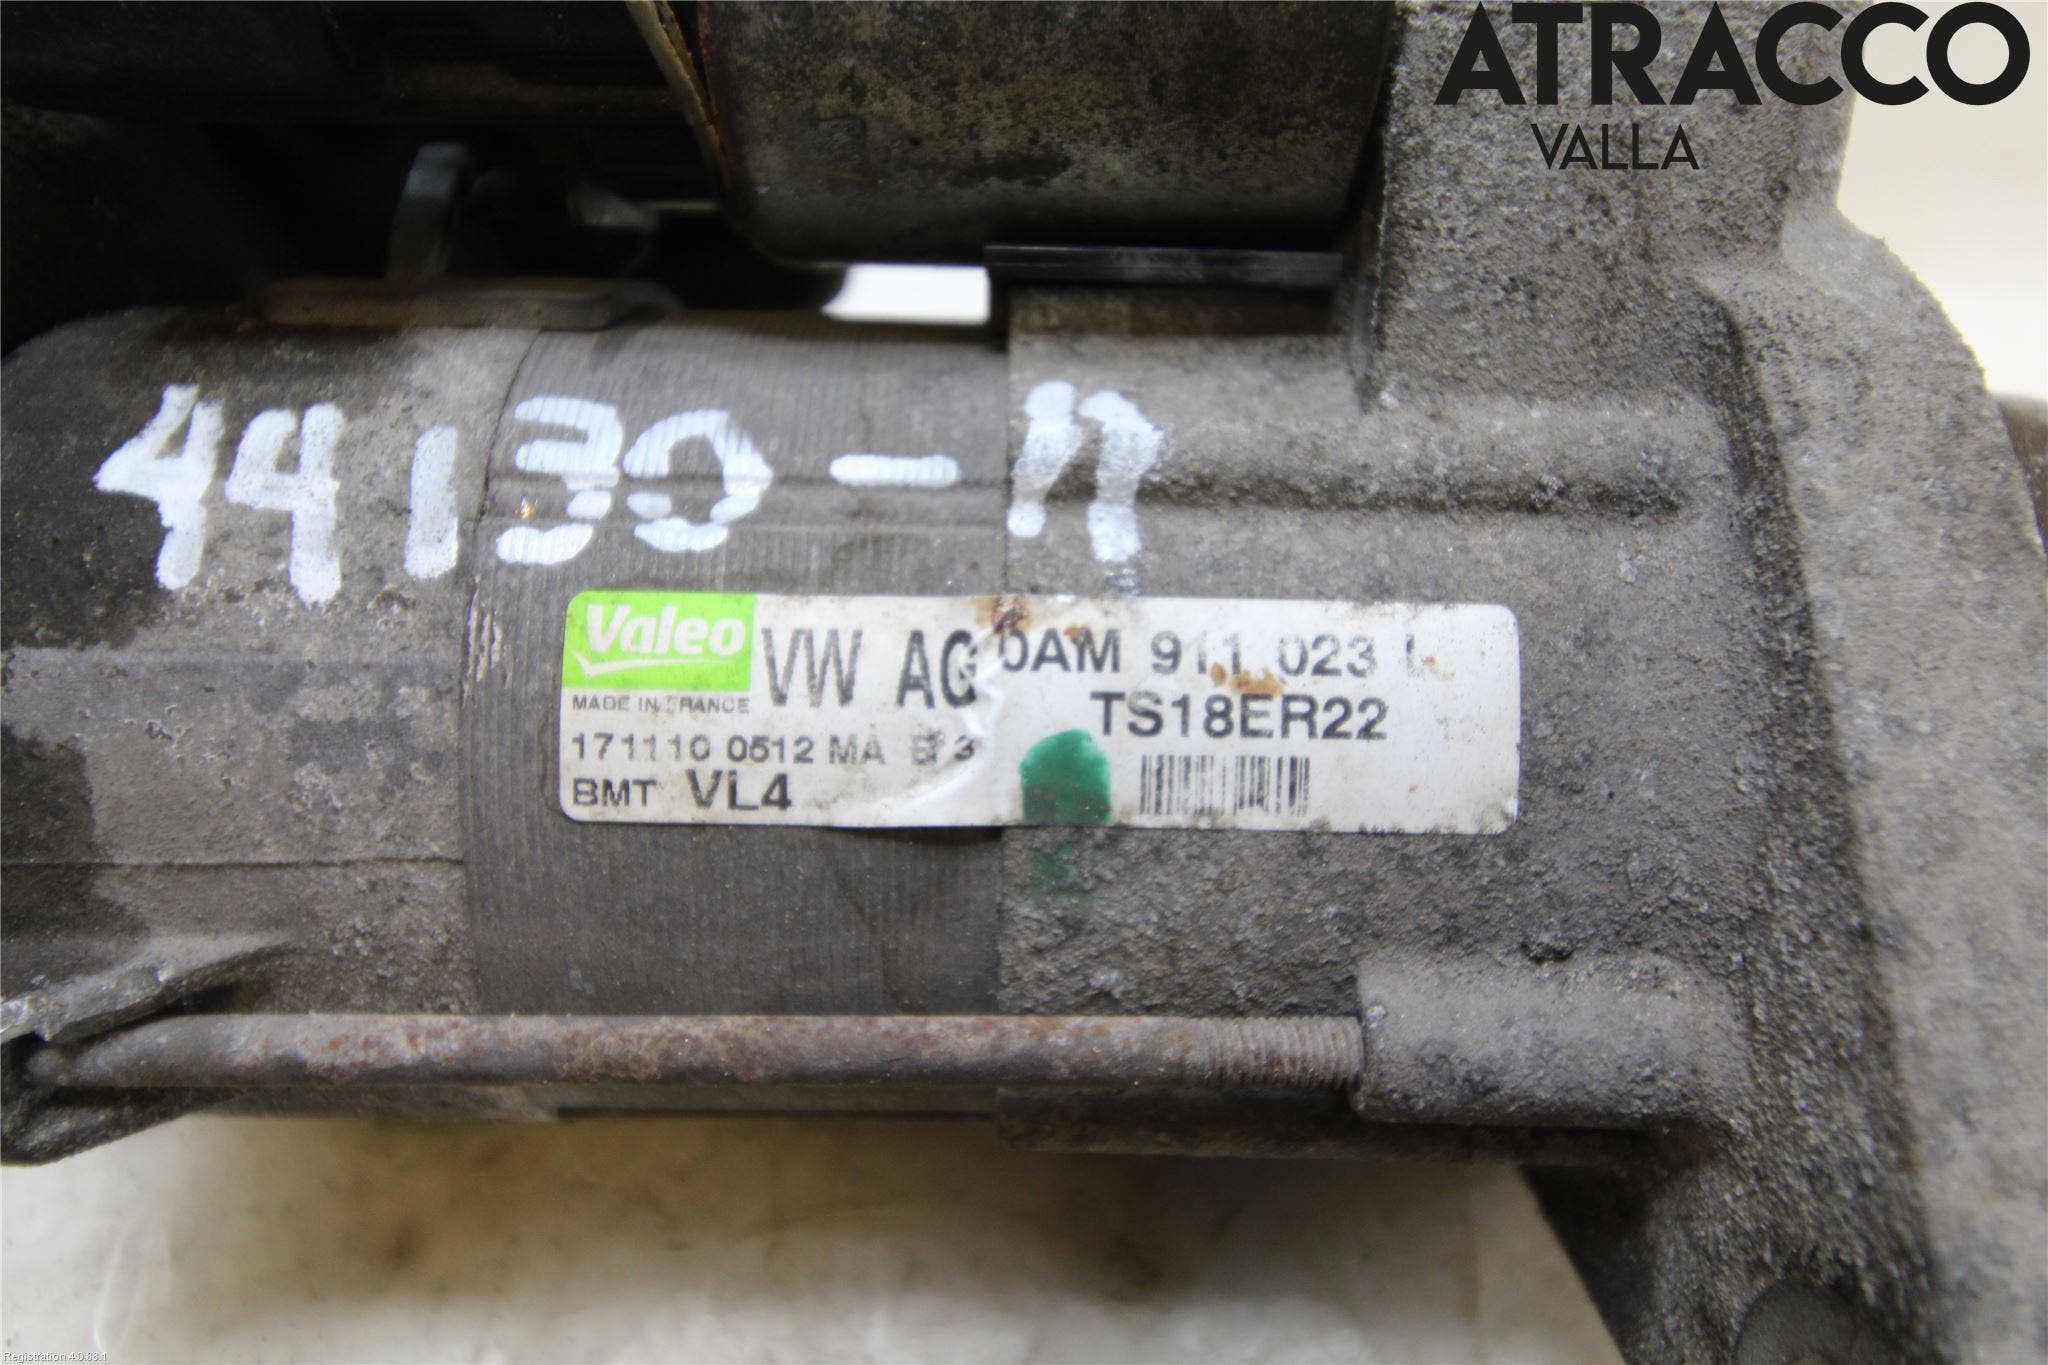 ATRACCO
VALLA
44130-11
Valeo
VW AG 0AM 911 023 L
MADE IN FRANCE
TS18ER22
171110 0512 MA
BMT VL4
Registration 4.0.88.1